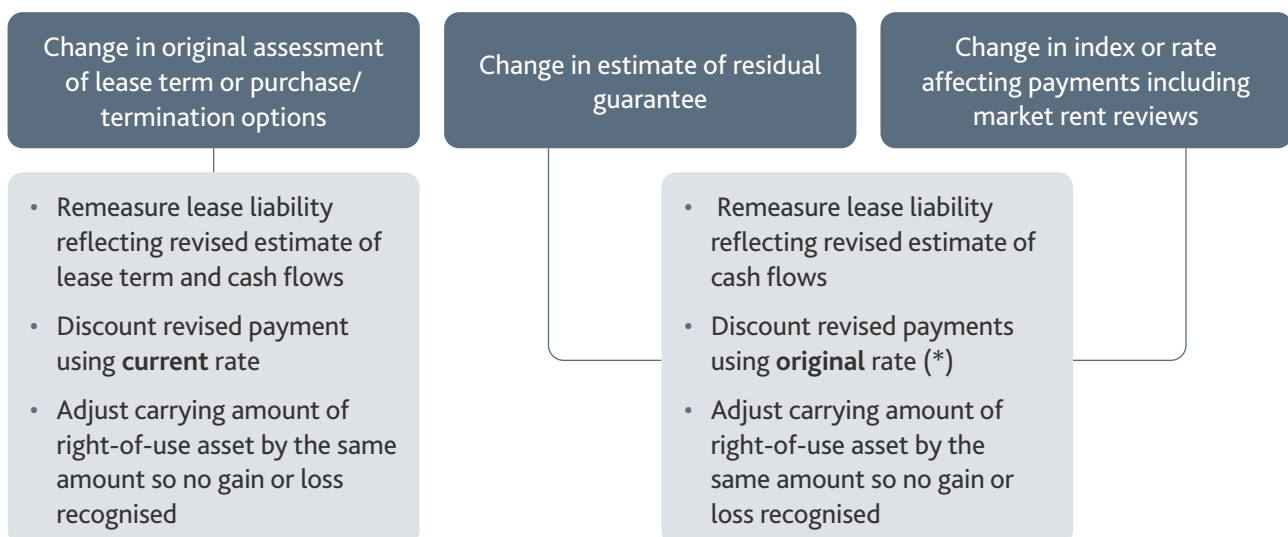 Change in original assessment
of lease term or purchase/
termination options
Change in estimate of residual
guarantee
Change in index or rate
affecting payments including
market rent reviews
• Remeasure lease liability
reflecting revised estimate of
lease term and cash flows
• Discount revised payment
using current rate
• Adjust carrying amount of
right-of-use asset by the same
amount so no gain or loss
recognised
• Remeasure lease liability
reflecting revised estimate of
cash flows
• Discount revised payments
using original rate (*)
• Adjust carrying amount of
right-of-use asset by the
same amount so no gain or
loss recognised